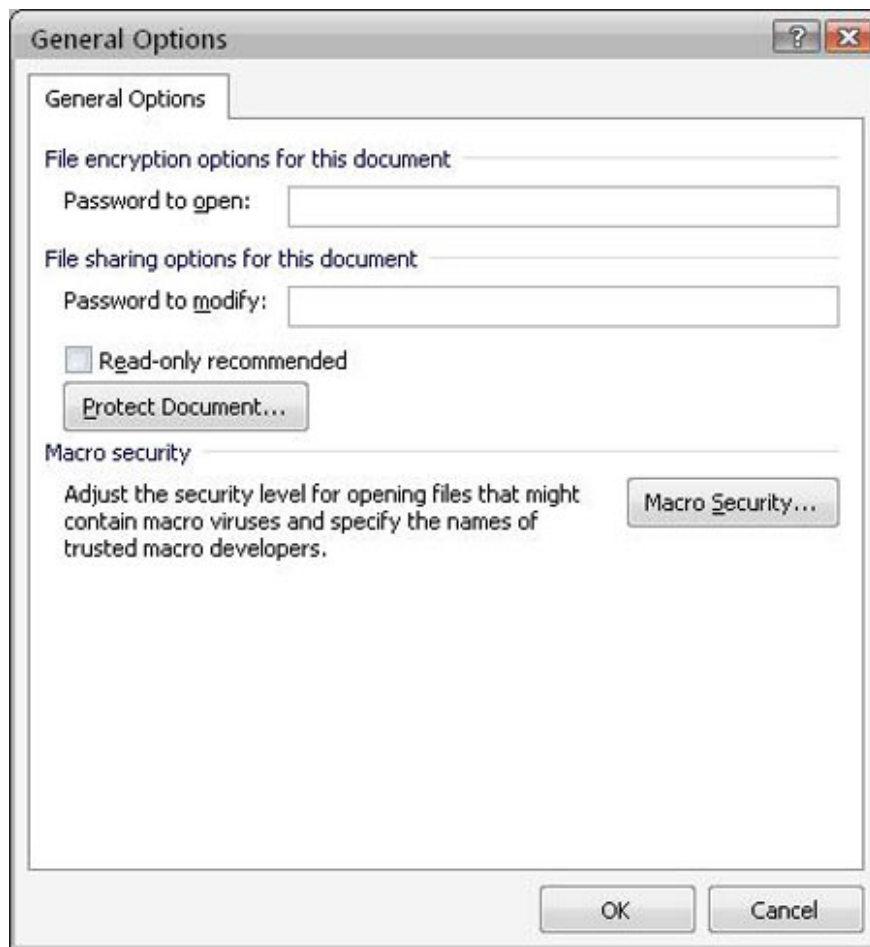 General Options
General Options
File encryption options for this document
Password to open:
File sharing options for this document
Password to modify:
Read-only recommended
Protect Document...
Macro security
Adjust the security level for opening files that might
contain macro viruses and specify the names of
trusted macro developers.
Macro Security...
OK
Cancel